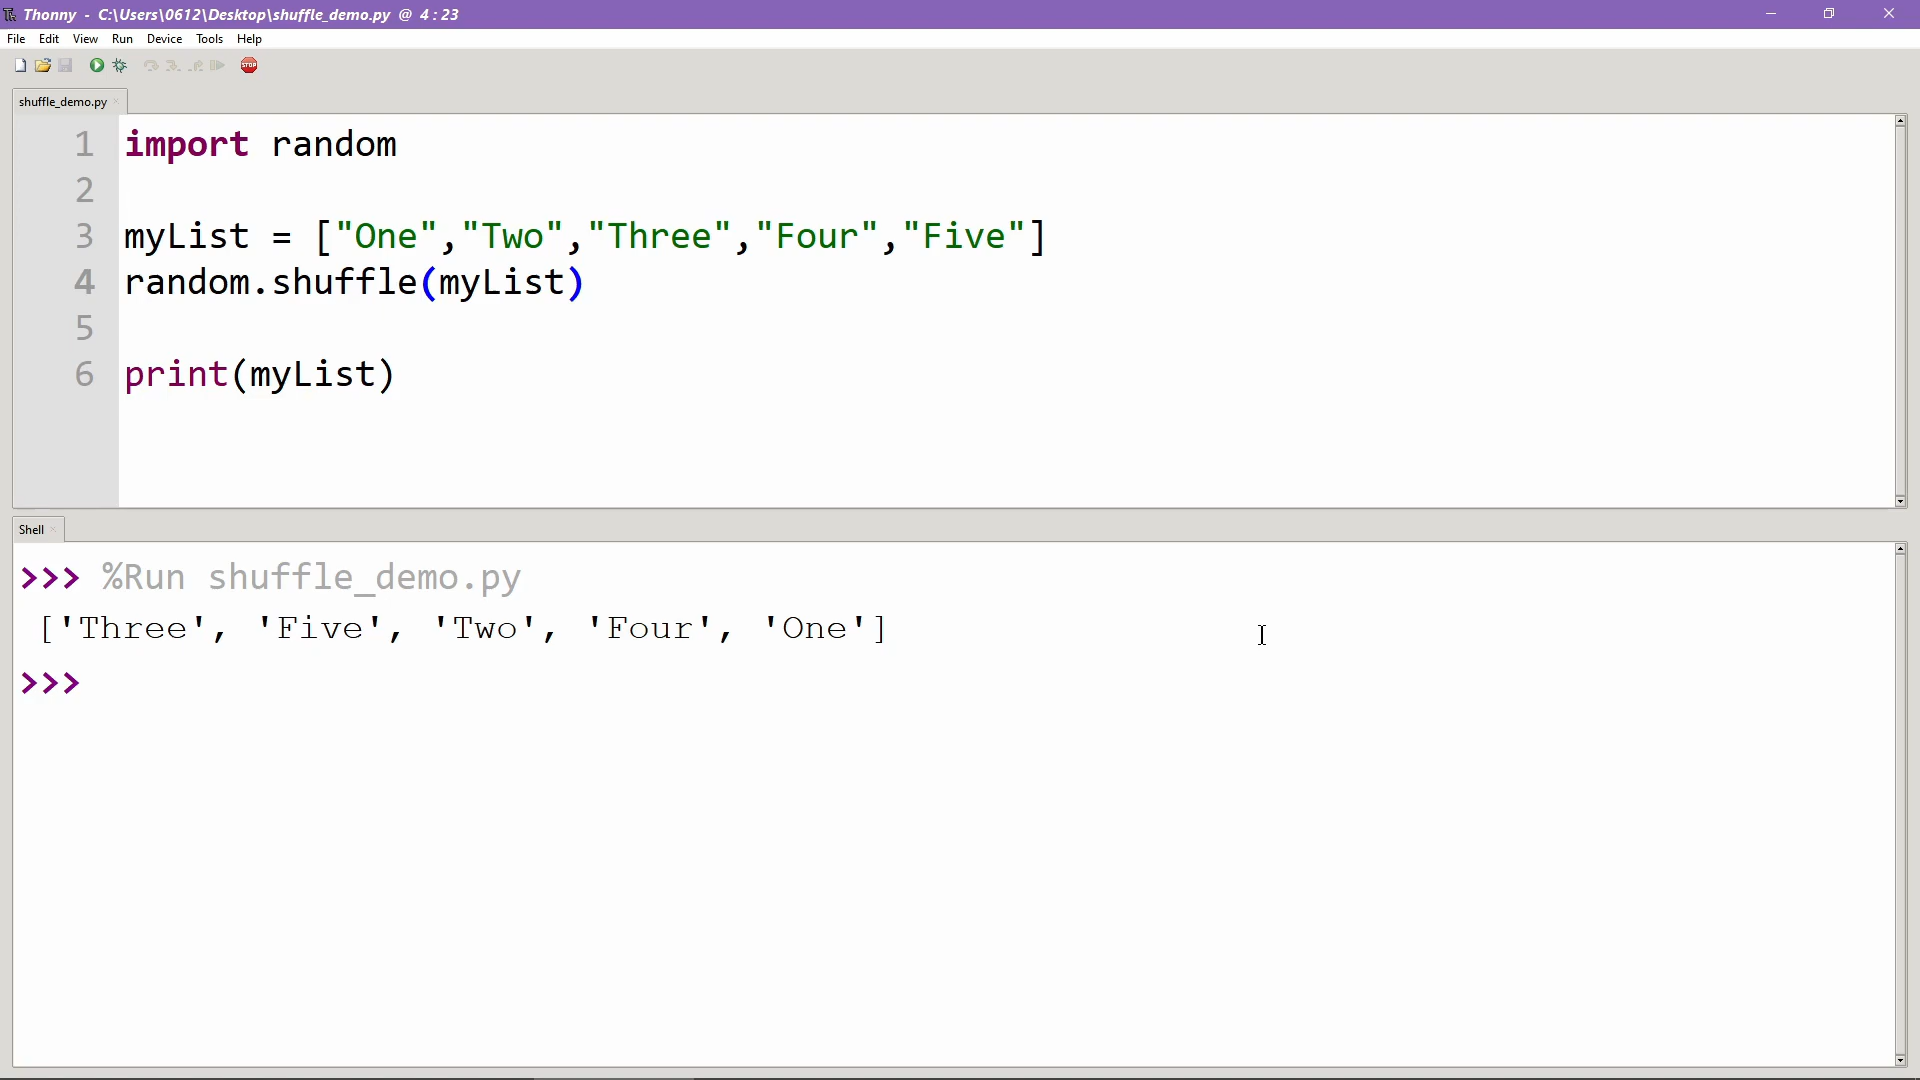 Thonny - C:\Users\0612\Desktop\shuffle_demo.py @ 4:23
File Edit View Run Device Tools Help
STOP
shuffle_demo.py
1 import random
2
3 myList = ["One","Two","Three","Four","Five"]
4 random.shuffle(myList)
5
6 print(myList)
Shell
>>> %Run shuffle_demo.py
['Three', 'Five', 'Two', 'Four', 'One']
>>>